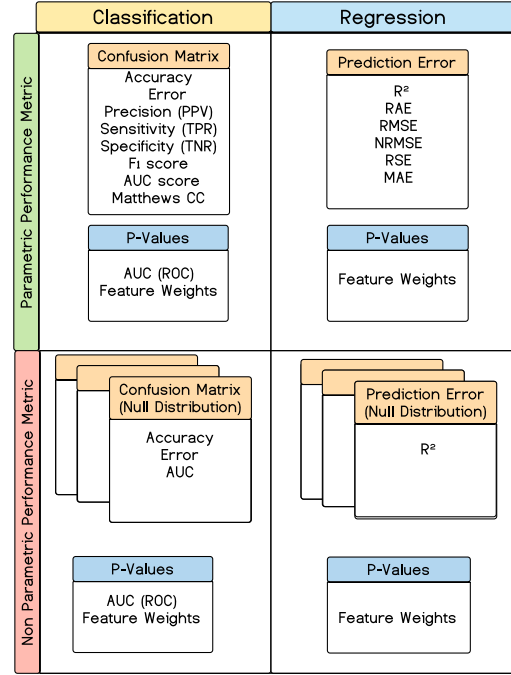 Classification
Regression
Parametric Performance Metric
Confusion Matrix
Accuracy
Error
Precision (PPV)
Sensitivity (TPR)
Specificity (TNR)
F₁ score
AUC score
Matthews CC
Prediction Error
R²
RAE
RMSE
NRMSE
RSE
MAE
P-Values
AUC (ROC)
Feature Weights
P-Values
Feature Weights
Non Parametric Performance Metric
Confusion Matrix
(Null Distribution)
Accuracy
Error
AUC
Prediction Error
(Null Distribution)
R²
P-Values
AUC (ROC)
Feature Weights
P-Values
Feature Weights